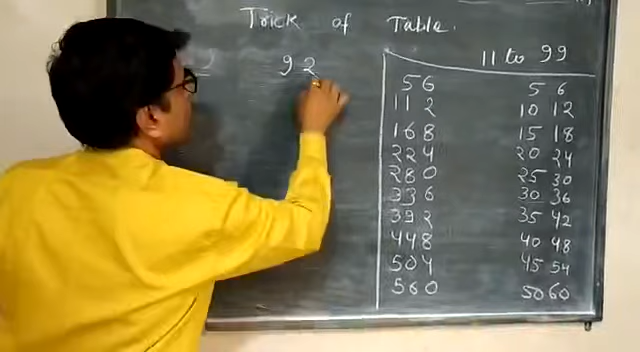 Trick of Table.
11 to 99
9 92
56 5 6
112 10 12
168 15 18
224 20 24
280 25 30
336 30 36
392 35 42
448 40 48
504 45 54
560 50 60